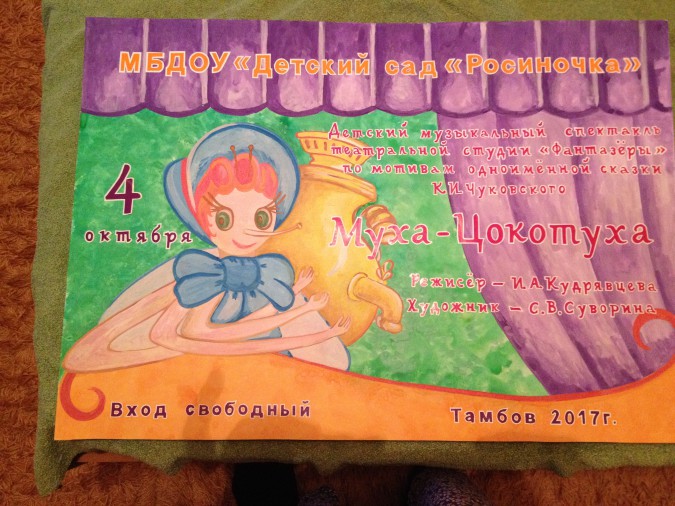 МБДОУ «Детский сад «Росиночка»
Детский музыкальный спектакль
театральной студии «Фантазёры»
по мотивам одноимённой сказки
К.И.Чуковского
4
октября
Муха-Цокотуха
Режисёр – И.А.Кудрявцева
Художник – С.В.Суворина
Вход свободный
Тамбов 2017г.